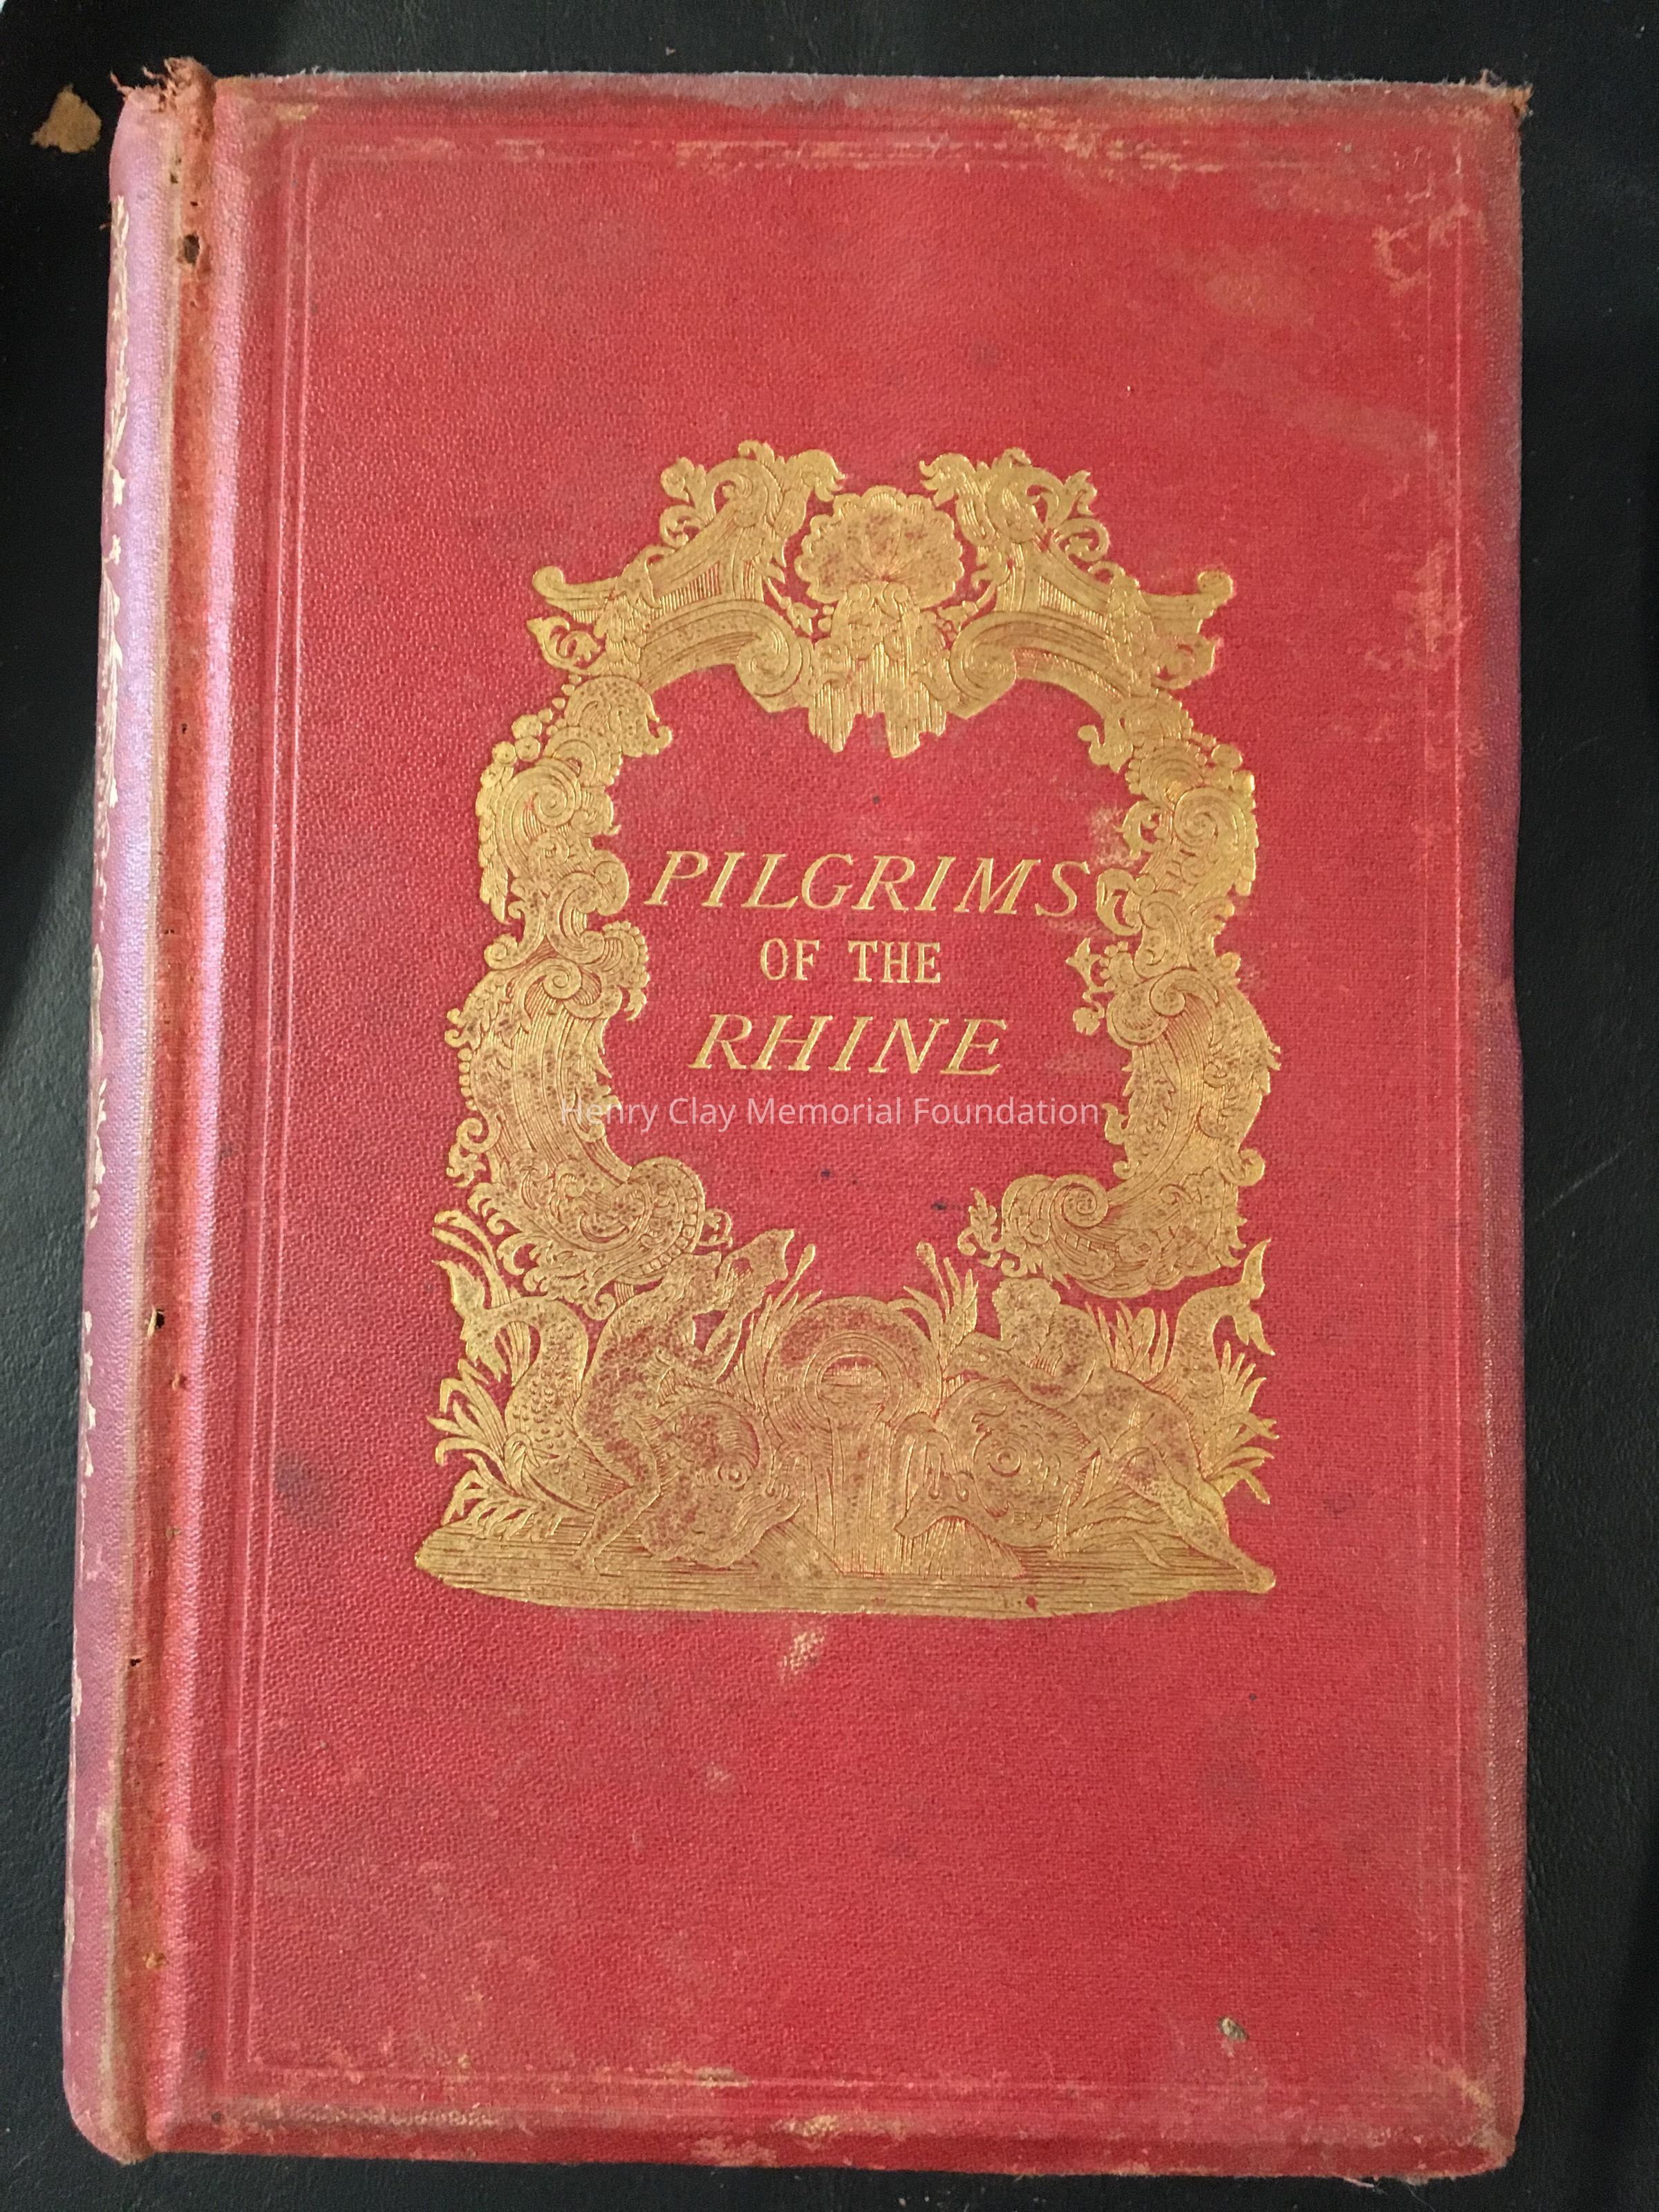 PILGRIMS
OF THE
RHINE
Henry Clay Memorial Foundation